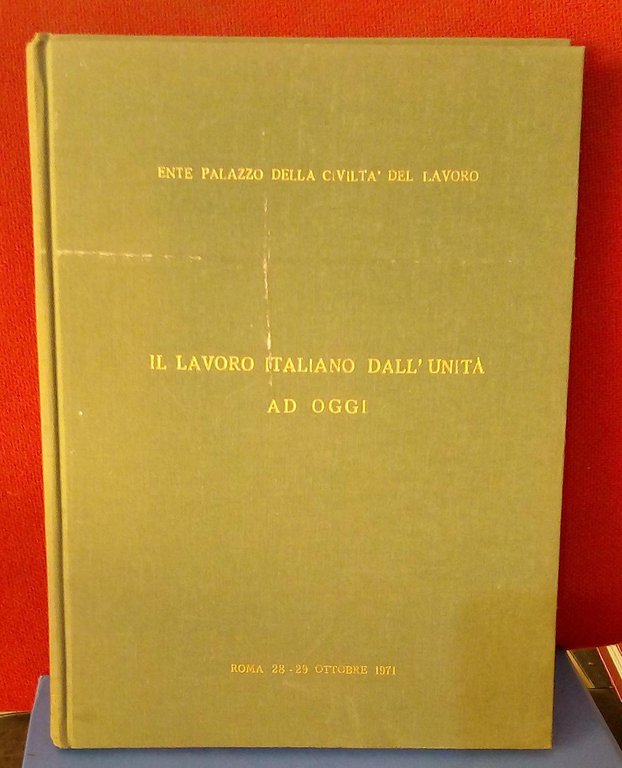 ENTE PALAZZO DELLA CIVILTA' DEL LAVORO
IL LAVORO ITALIANO DALL'UNITÀ
AD OGGI
ROMA 28-29 OTTOBRE 1971